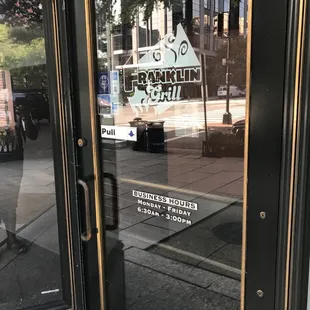 FRANKLIN
Grill
Pull
BUSINESS HOURS
MONDAY - FRIDAY
6:30AM - 3:00PM